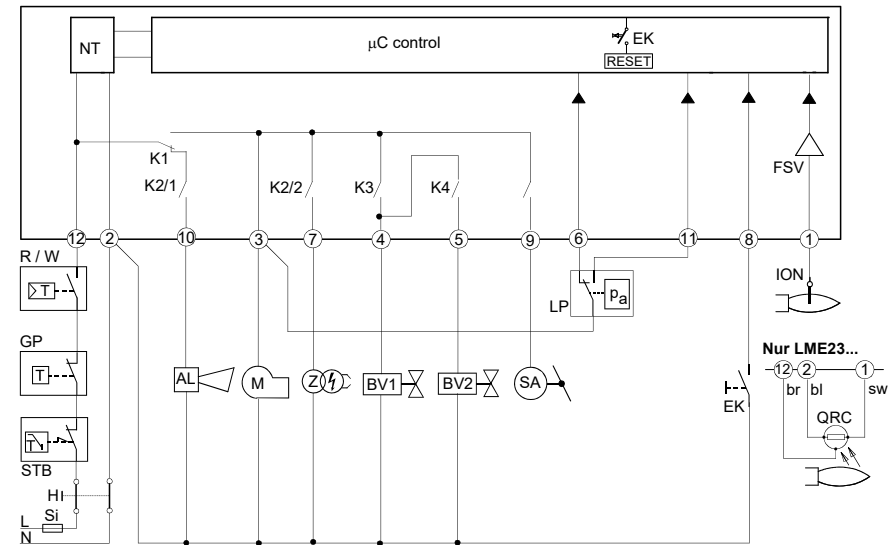 NT
μC control
EK
RESET
FSV
K1
K2/1
K2/2
K3
K4
12
2
10
3
7
4
5
9
6
11
8
1
R / W
T
LP
pa
ION
GP
T
Nur LME23...
12
2
1
br
bl
sw
AL
M
Z
BV1
BV2
SA
EK
QRC
T
STB
H
Si
L
N